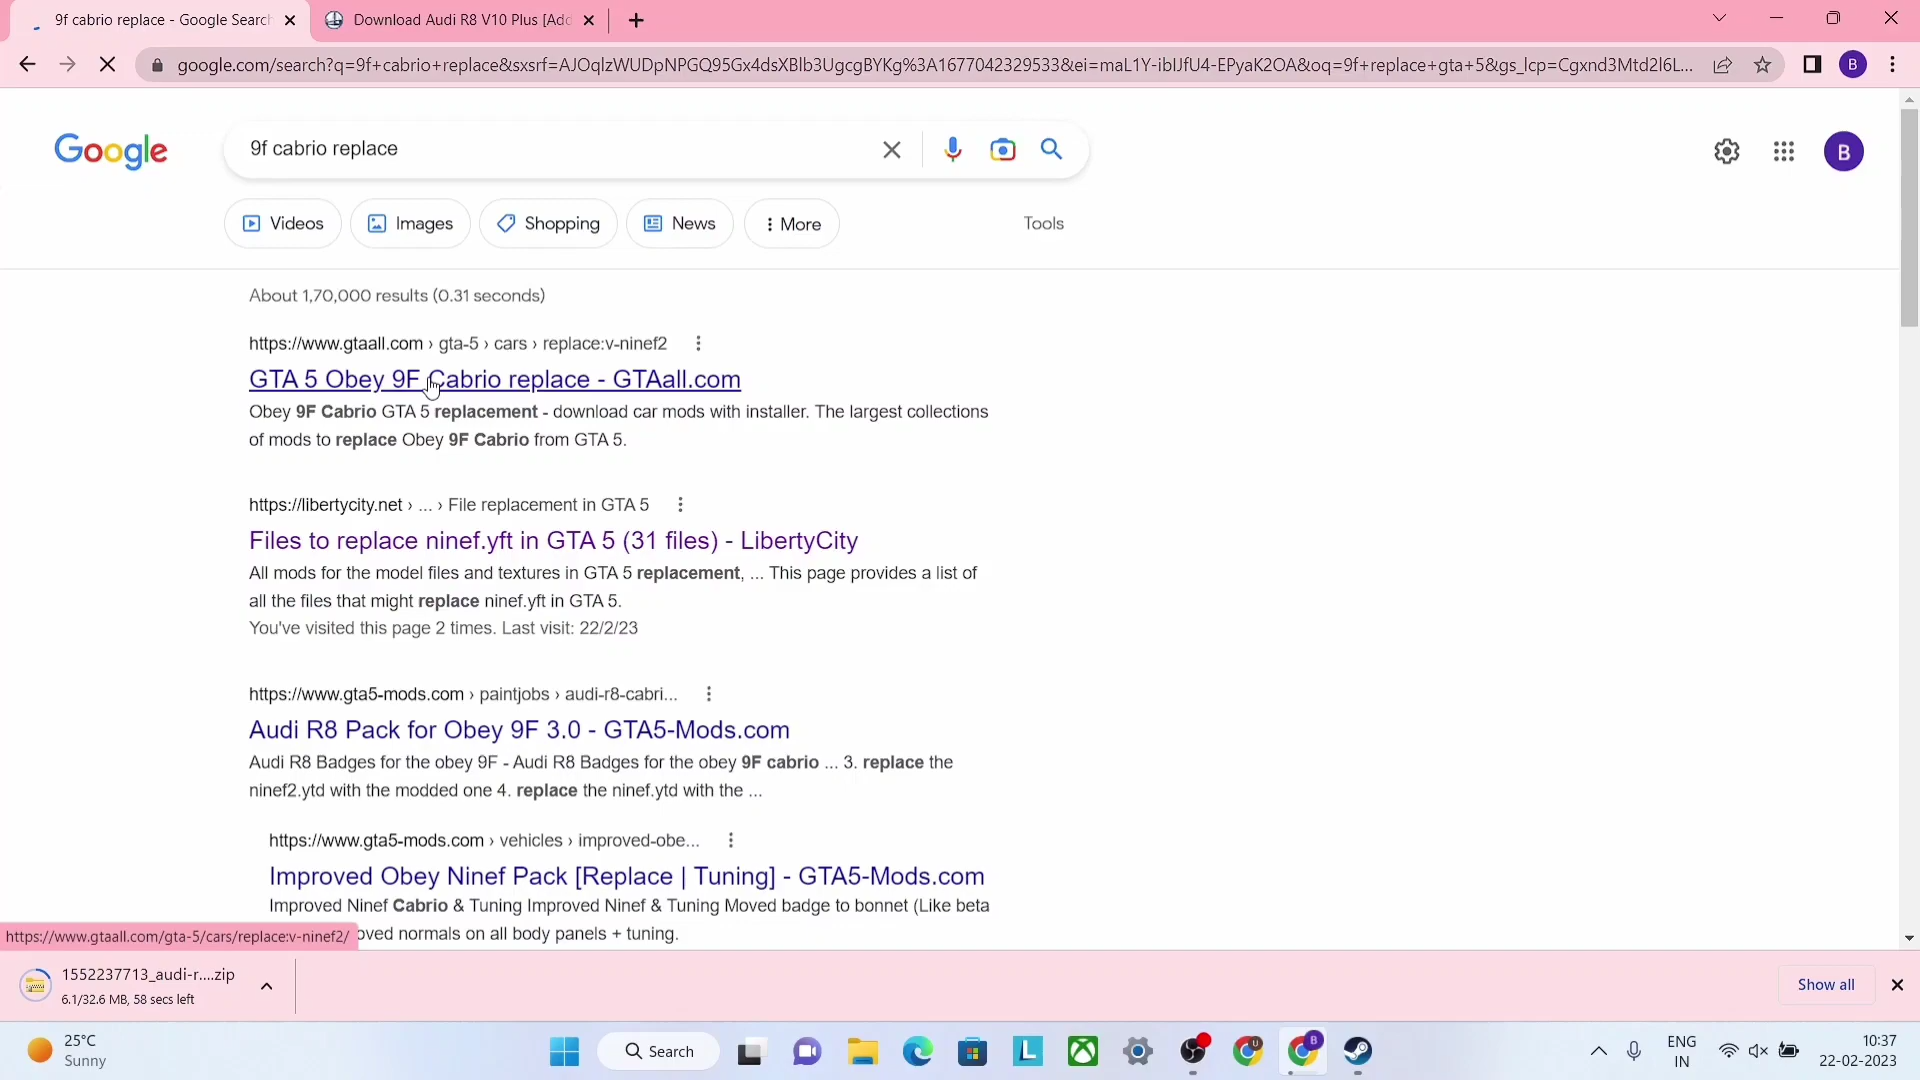 9f cabrio replace - Google Search
Download Audi R8 V10 Plus [Add
google.com/search?q=9f+cabrio+replace&sxsrf=AJOqlzWUDpNPGQ95Gx4dsXBlb3UgcgBYKg%3A1677042329533&ei=maL1Y-ibIJfU4-EPyaK2OA&oq=9f+replace+gta+5&gs_lcp=Cgxnd3Mtd2l6L...
B
Google
9f cabrio replace
B
Videos
Images
Shopping
News
More
Tools
About 1,70,000 results (0.31 seconds)
https://www.gtaall.com › gta-5 › cars › replace:v-ninef2
GTA 5 Obey 9F Cabrio replace - GTAall.com
Obey 9F Cabrio GTA 5 replacement - download car mods with installer. The largest collections
of mods to replace Obey 9F Cabrio from GTA 5.
https://libertycity.net › ... › File replacement in GTA 5
Files to replace ninef.yft in GTA 5 (31 files) - LibertyCity
All mods for the model files and textures in GTA 5 replacement, ... This page provides a list of
all the files that might replace ninef.yft in GTA 5.
You've visited this page 2 times. Last visit: 22/2/23
https://www.gta5-mods.com › paintjobs › audi-r8-cabri...
Audi R8 Pack for Obey 9F 3.0 - GTA5-Mods.com
Audi R8 Badges for the obey 9F - Audi R8 Badges for the obey 9F cabrio ... 3. replace the
ninef2.ytd with the modded one 4. replace the ninef.ytd with the ...
https://www.gta5-mods.com › vehicles › improved-obe...
Improved Obey Ninef Pack [Replace | Tuning] - GTA5-Mods.com
Improved Ninef Cabrio & Tuning Improved Ninef & Tuning Moved badge to bonnet (Like beta
oved normals on all body panels + tuning.
https://www.gtaall.com/gta-5/cars/replace:v-ninef2/
1552237713_audi-r....zip
6.1/32.6 MB, 58 secs left
Show all
25°C
Sunny
Search
L
U
B
ENG
IN
10:37
22-02-2023